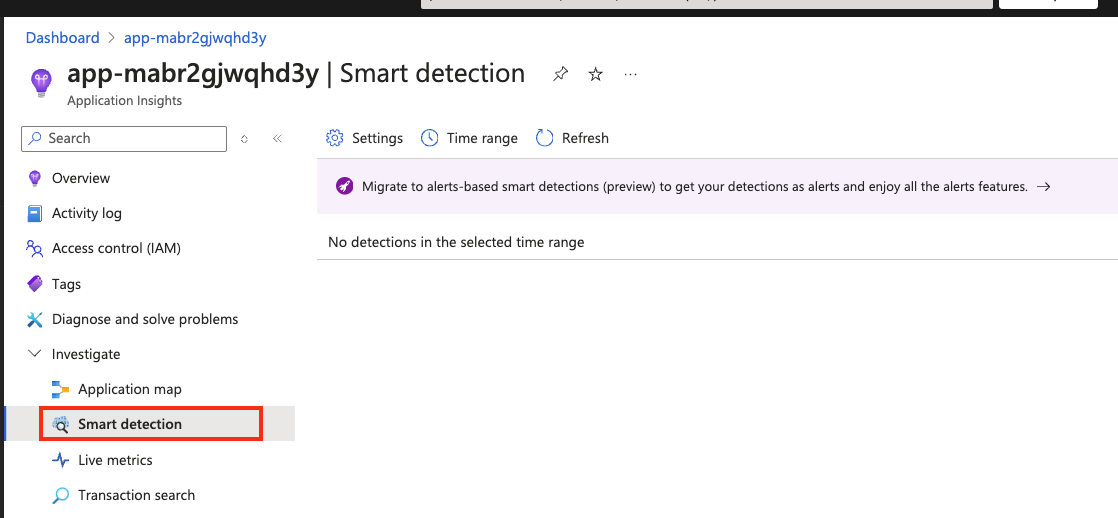 Dashboard > app-mabr2gjwqhd3y
app-mabr2gjwqhd3y | Smart detection
Application Insights
Search
Settings Time range Refresh
Migrate to alerts-based smart detections (preview) to get your detections as alerts and enjoy all the alerts features. →
No detections in the selected time range
Overview
Activity log
Access control (IAM)
Tags
Diagnose and solve problems
Investigate
Application map
Smart detection
Live metrics
Transaction search